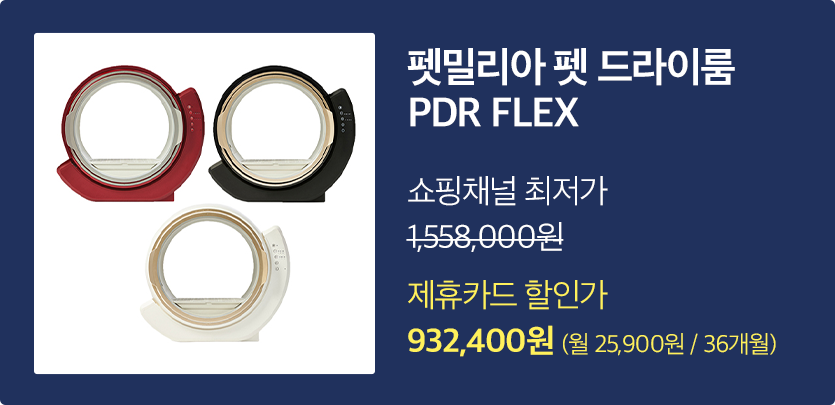 펫밀리아 펫 드라이룸
PDR FLEX
쇼핑채널 최저가
1,558,000원
제휴카드 할인가
932,400원 (월 25,900원 / 36개월)